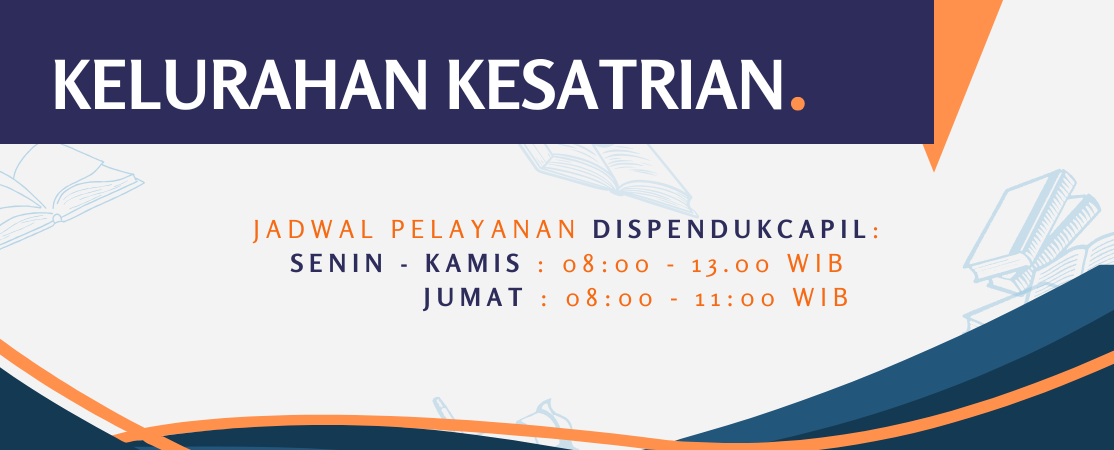 KELURAHAN KESATRIAN.
JADWAL PELAYANAN DISPENDUKCAPIL:
SENIN - KAMIS : 08:00 - 13.00 WIB
JUMAT : 08:00 - 11:00 WIB